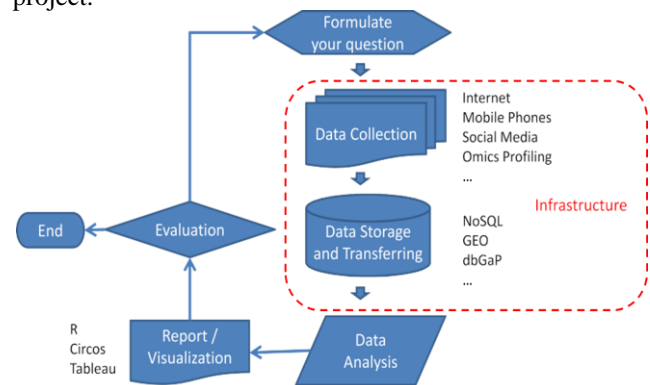 project.
Formulate
your question
Data Collection
Internet
Mobile Phones
Social Media
Omics Profiling
...
Infrastructure
Data Storage
and Transferring
NoSQL
GEO
dbGaP
...
End
Evaluation
R
Circos
Tableau
Report /
Visualization
Data
Analysis